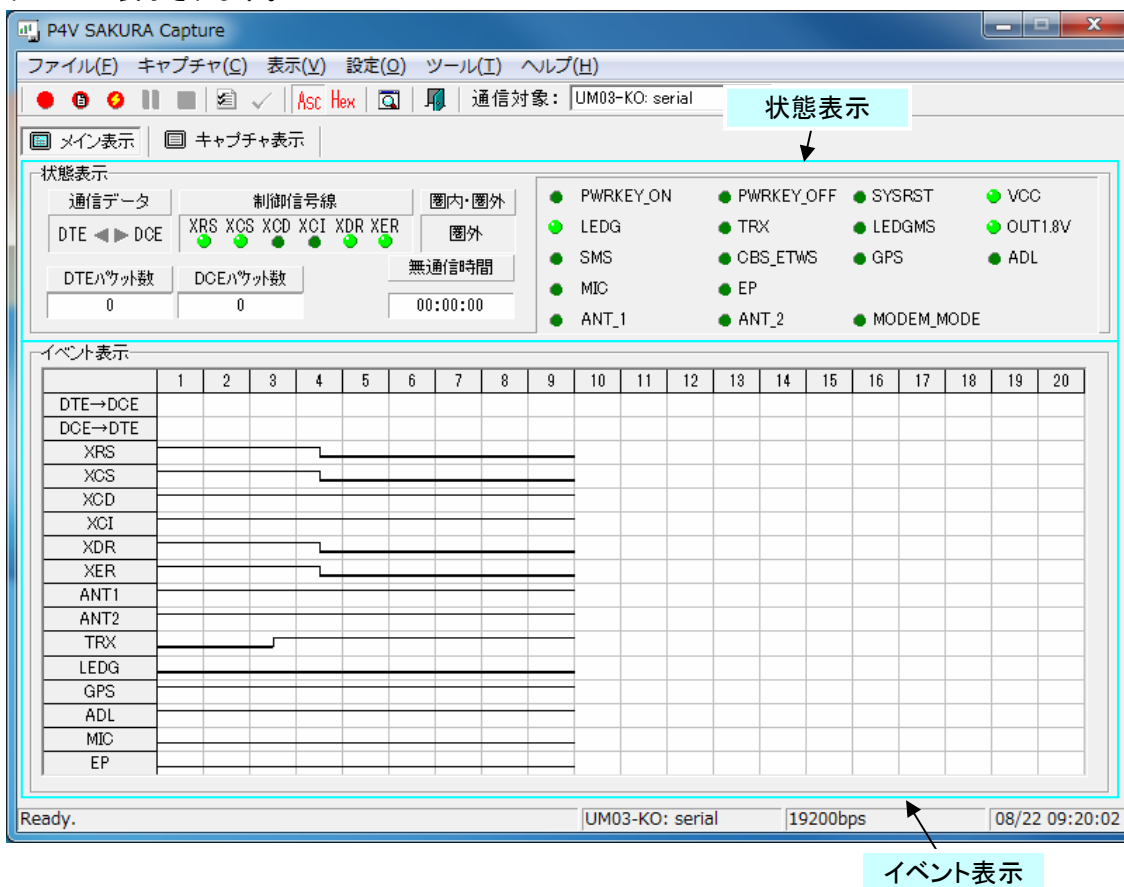 P4V SAKURA Capture
ファイル(F) キャプチャ(C) 表示(V) 設定(O) ツール(T) ヘルプ(H)
Asc Hex 通信対象: UM03-KO: serial
状態表示
メイン表示 キャプチャ表示
状態表示
通信データ 制御信号線 圏内・圏外
XRS XCS XCD XCI XDR XER
DTE DCE 圏外
DTEパケット数 DCEパケット数 無通信時間
0 0 00:00:00
PWRKEY_ON PWRKEY_OFF SYSRST VCC
LEDG TRX LEDGMS OUT1.8V
SMS CBS_ETWS GPS ADL
MIC EP
ANT_1 ANT_2 MODEM_MODE
イベント表示
1 2 3 4 5 6 7 8 9 10 11 12 13 14 15 16 17 18 19 20
DTE→DCE
DCE→DTE
XRS
XCS
XCD
XCI
XDR
XER
ANT1
ANT2
TRX
LEDG
GPS
ADL
MIC
EP
Ready. UM03-KO: serial 19200bps 08/22 09:20:02
イベント表示